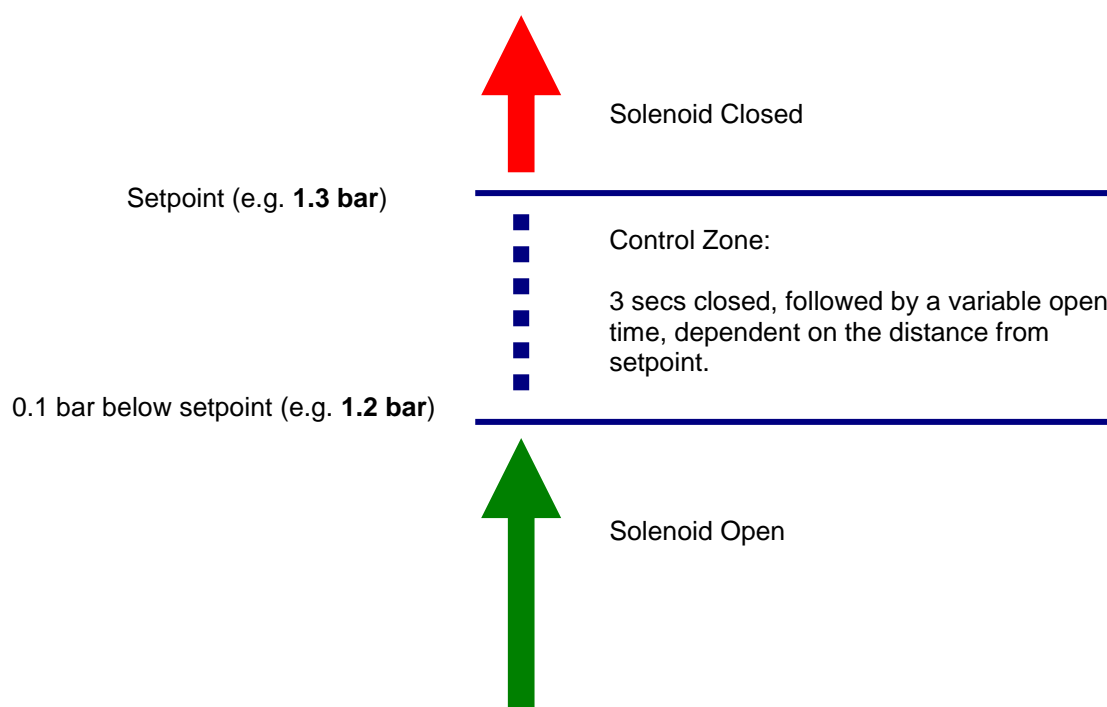 Solenoid Closed
Setpoint (e.g. 1.3 bar)
Control Zone:
3 secs closed, followed by a variable open
time, dependent on the distance from
setpoint.
0.1 bar below setpoint (e.g. 1.2 bar)
Solenoid Open